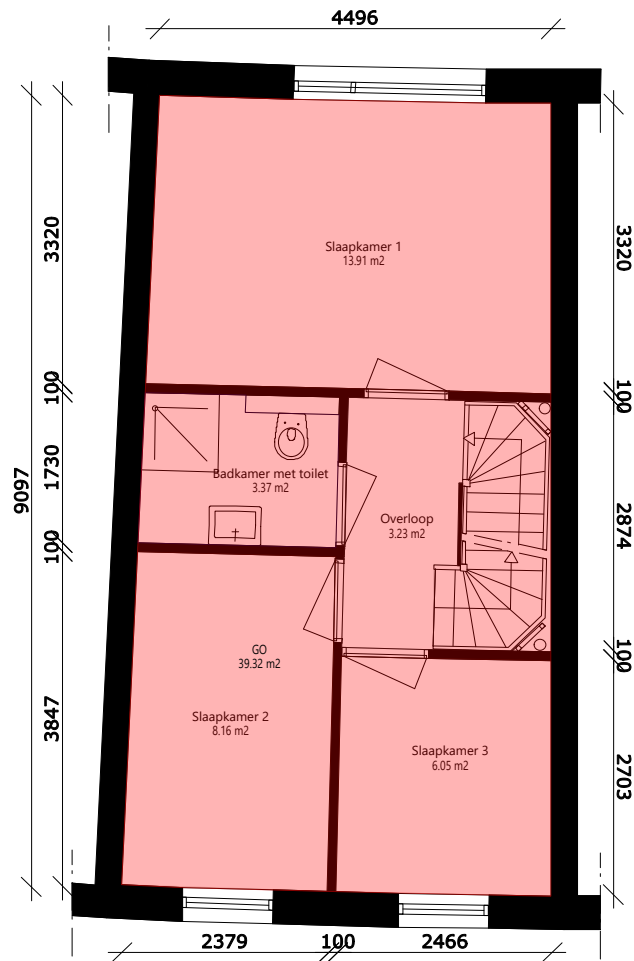 4496
3320
3320
Slaapkamer 1
13.91 m2
100
100
1730
9097
Badkamer met toilet
3.37 m2
Overloop
3.23 m2
2874
100
GO
39.32 m2
100
3847
Slaapkamer 2
8.16 m2
Slaapkamer 3
6.05 m2
2703
2379
100
2466